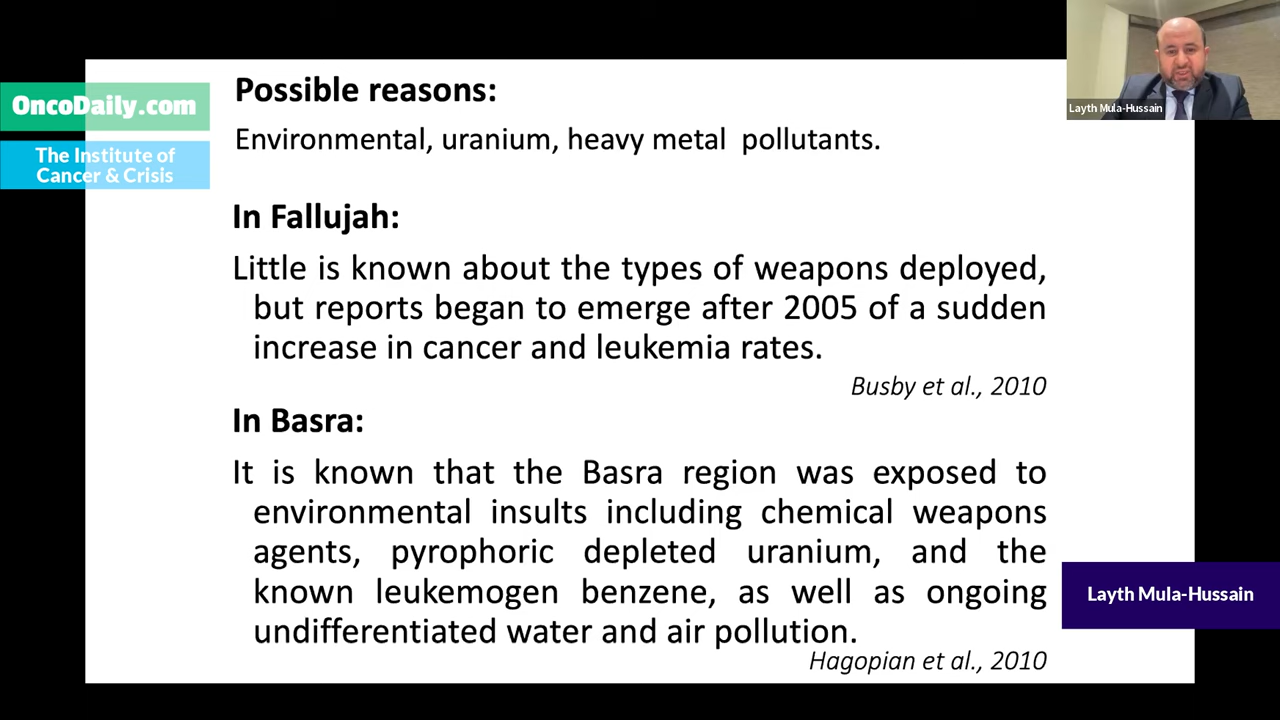 OncoDaily.com
The Institute of
Cancer & Crisis
Possible reasons:
Environmental, uranium, heavy metal pollutants.
In Fallujah:
Little is known about the types of weapons deployed,
but reports began to emerge after 2005 of a sudden
increase in cancer and leukemia rates.
Busby et al., 2010
In Basra:
It is known that the Basra region was exposed to
environmental insults including chemical weapons
agents, pyrophoric depleted uranium, and the
known leukemogen benzene, as well as ongoing
undifferentiated water and air pollution.
Hagopian et al., 2010
Layth Mula-Hussain
Layth Mula-Hussain